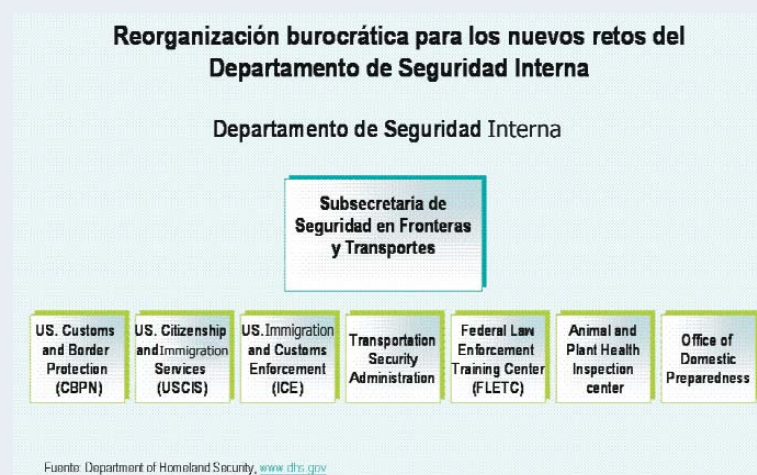 Reorganización burocrática para los nuevos retos del
Departamento de Seguridad Interna
Departamento de Seguridad Interna
Subsecretaria de
Seguridad en Fronteras
y Transportes
US. Customs
and Border
Protection
(CBPN)
US. Citizenship
and Immigration
Services
(USCIS)
US. Immigration
and Customs
Enforcement
(ICE)
Transportation
Security
Administration
Federal Law
Enforcement
Training Center
(FLETC)
Animal and
Plant Health
Inspection
center
Office of
Domestic
Preparedness
Fuente: Department of Homeland Security, www.dhs.gov